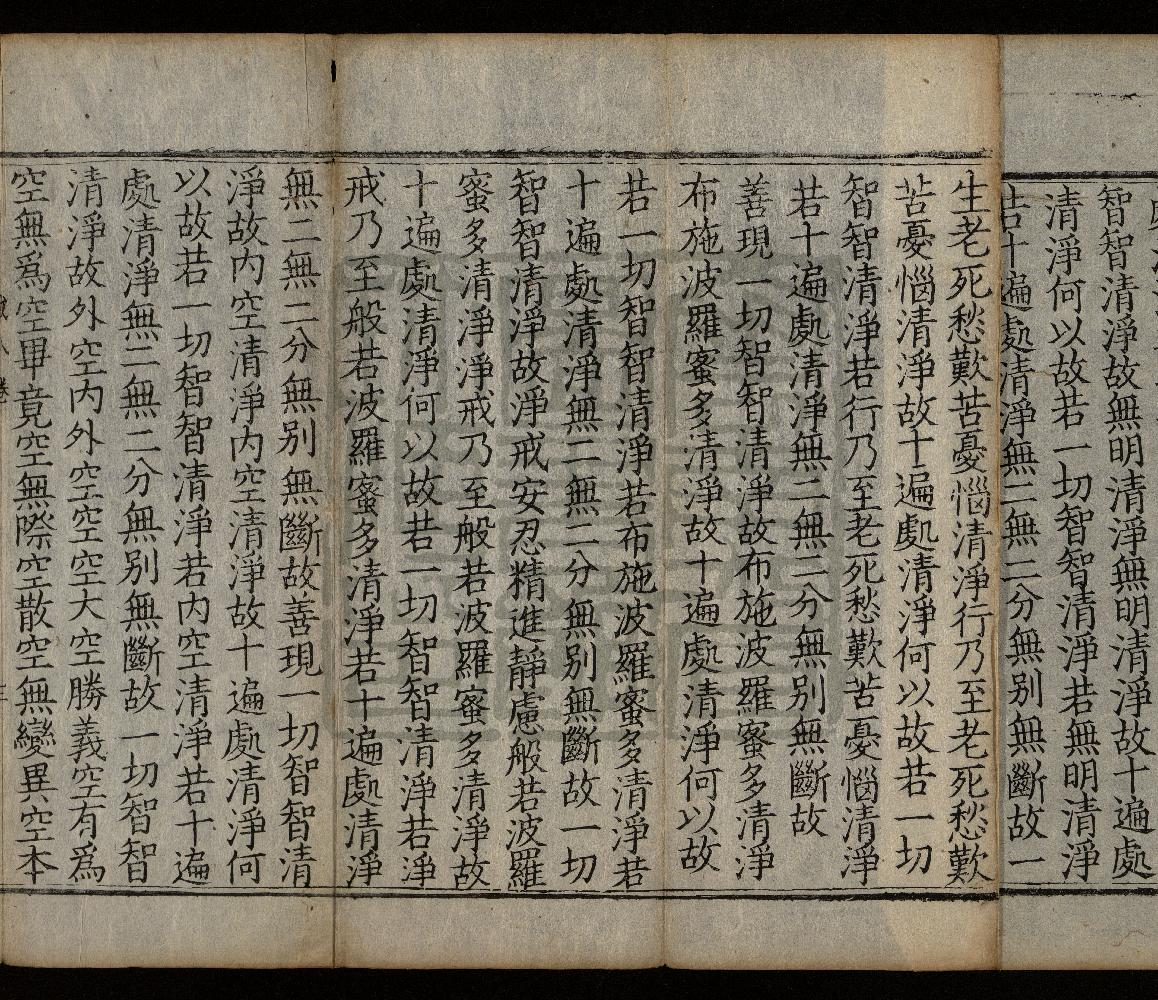 智智清淨故無明清淨無明清淨故十遍處
清淨何以故若一切智智清淨若無明清淨
若十遍處清淨無二無二分無别無斷故一
生老死愁歎苦憂惱清淨行乃至老死愁歎
苦憂惱清淨故十遍處清淨何以故若一切
智智清淨若行乃至老死愁歎苦憂惱清淨
若十遍處清淨無二無二分無别無斷故
善現一切智智清淨故布施波羅蜜多清淨
布施波羅蜜多清淨故十遍處清淨何以故
若一切智智清淨若布施波羅蜜多清淨若
十遍處清淨無二無二分無别無斷故一切
智智清淨故淨戒安忍精進靜慮般若波羅
蜜多清淨淨戒乃至般若波羅蜜多清淨故
十遍處清淨何以故若一切智智清淨若淨
戒乃至般若波羅蜜多清淨若十遍處清淨
無二無二分無别無斷故善現一切智智清
淨故内空清淨内空清淨故十遍處清淨何
以故若一切智智清淨若内空清淨若十遍
處清淨無二無二分無别無斷故一切智智
清淨故外空内外空空空大空勝義空有爲
空無爲空畢竟空無際空散空無變異空本